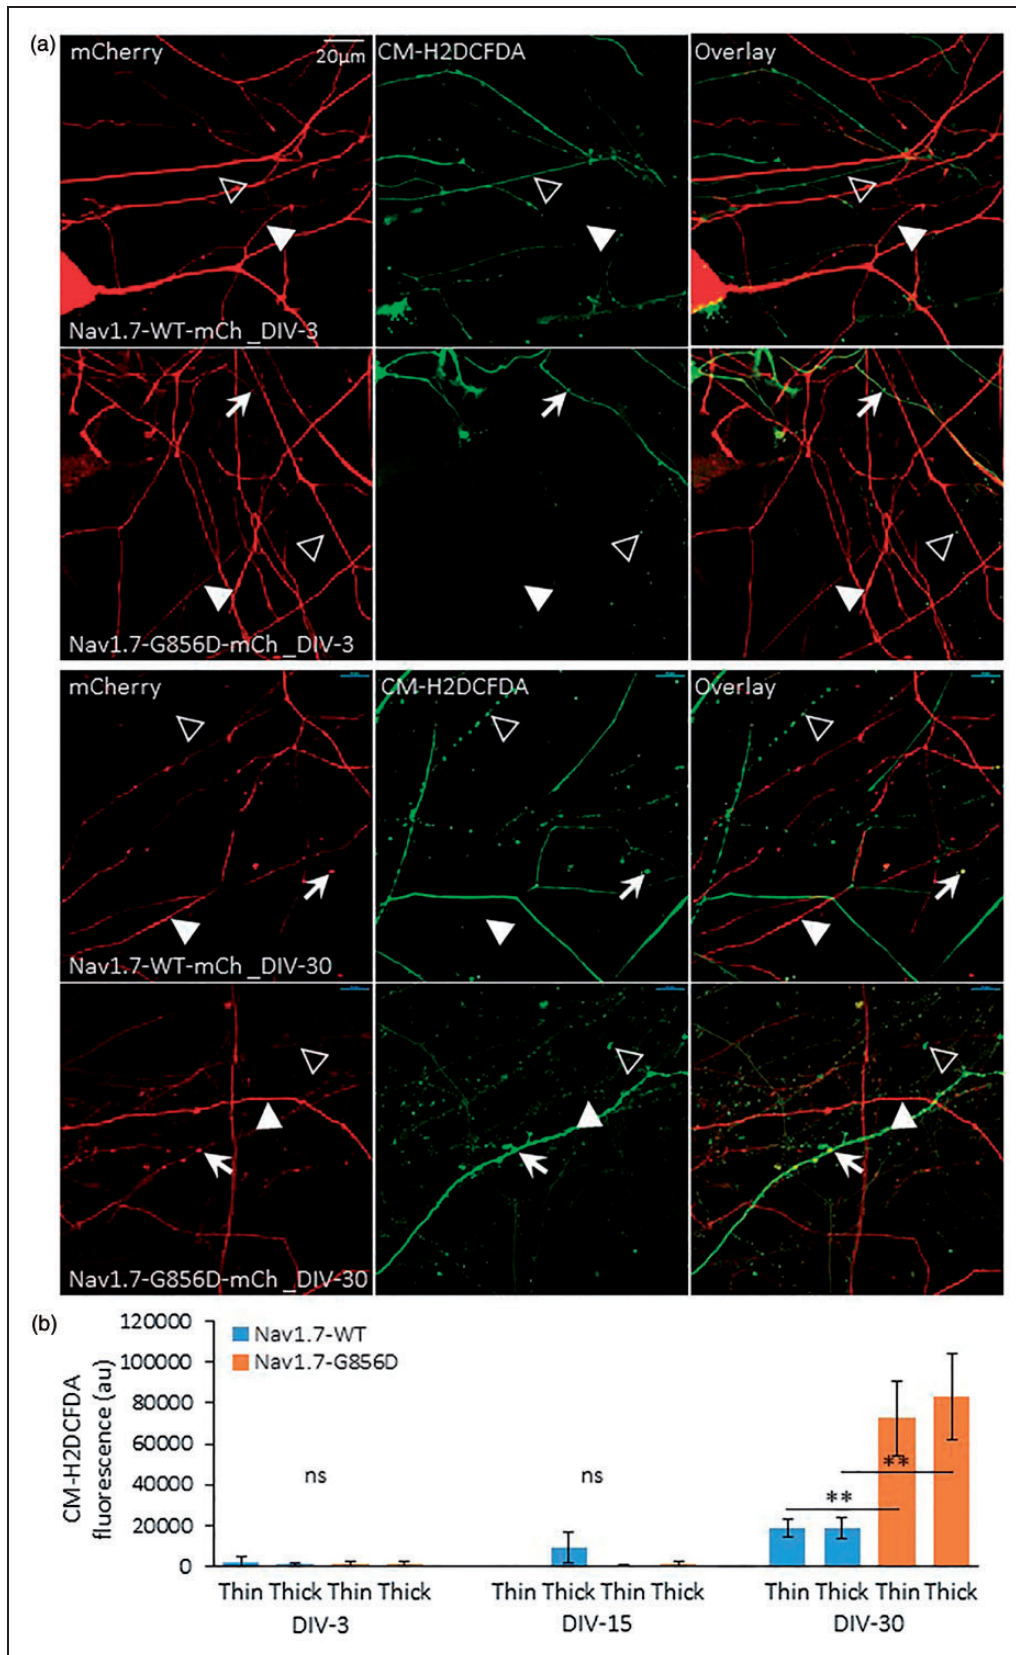 (a)
mCherry
20µm
CM-H2DCFDA
Overlay
Nav1.7-WT-mCh_DIV-3
Nav1.7-G856D-mCh_DIV-3
mCherry
CM-H2DCFDA
Overlay
Nav1.7-WT-mCh_DIV-30
Nav1.7-G856D-mCh_DIV-30
(b)
CM-H2DCFDA
fluorescence (au)
120000
100000
80000
60000
40000
20000
0
Nav1.7-WT
Nav1.7-G856D
ns
ns
**
**
Thin Thick Thin Thick
Thin Thick Thin Thick
Thin Thick Thin Thick
DIV-3
DIV-15
DIV-30